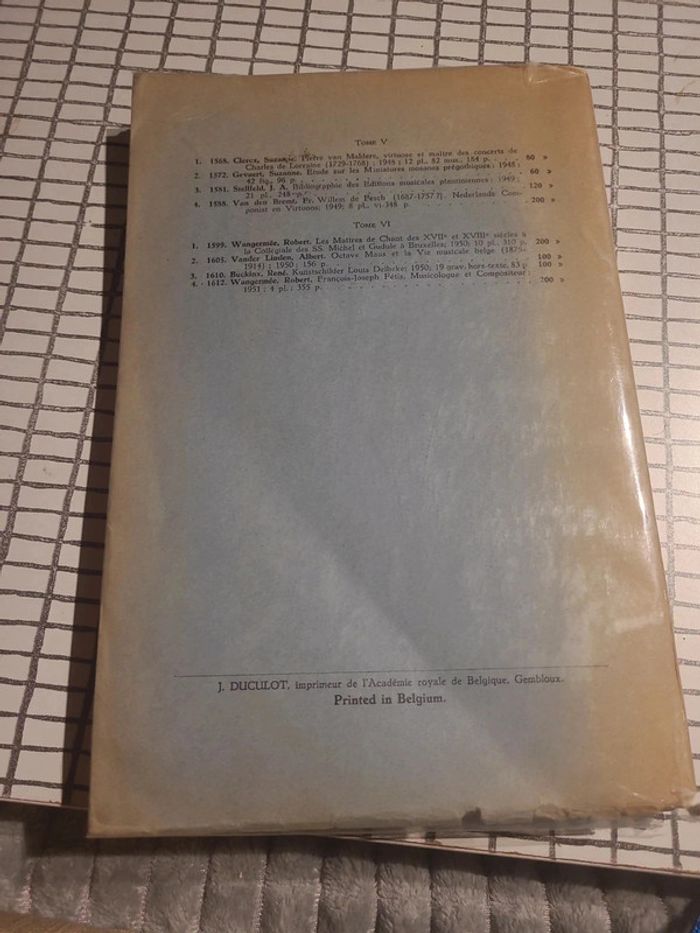 TOME V
1. 1568. Clercx, Suzanne. Pierre van Maldere, virtuose et maître des concerts de
Charles de Lorraine (1729-1768) ; 1948 ; 12 pl., 82 mus., 184 p. . 80 »
2. 1572. Gevaert, Suzanne. Etude sur les Miniatures mosanes prégothiques ; 1948 ;
42 fig., 96 p. . . . . . . . . . 60 »
3. 1581. Stellfeld, J. A. Bibliographie des Editions musicales plantiniennes ; 1949 ;
21 pl., 248 p. . . . . . . . . . 120 »
4. 1588. Van den Bremt, Fr. Willem de Fesch (1687-1757 ?). Nederlands Com-
ponist en Virtuoos; 1949; 8 pl., vj-348 p. . . . . . . 200 »
TOME VI
1. 1599. Wangermée, Robert. Les Maîtres de Chant des XVIIe et XVIIIe siècles à
la Collégiale des SS. Michel et Gudule à Bruxelles; 1950; 10 pl., 310 p. 200 »
2. 1605. Vander Linden, Albert. Octave Maus et la Vie musicale belge (1875-
1914) ; 1950 ; 156 p. . . . . . . . 100 »
3. 1610. Buckinx, René. Kunstschilder Louis Delbeke; 1950; 19 grav. hors-texte, 83 p. 100 »
4. 1612. Wangermée, Robert. François-Joseph Fétis, Musicologue et Compositeur ;
1951 ; 4 pl. ; 355 p. . . . . . . . 200 »
J. DUCULOT, imprimeur de l'Académie royale de Belgique, Gembloux.
Printed in Belgium.